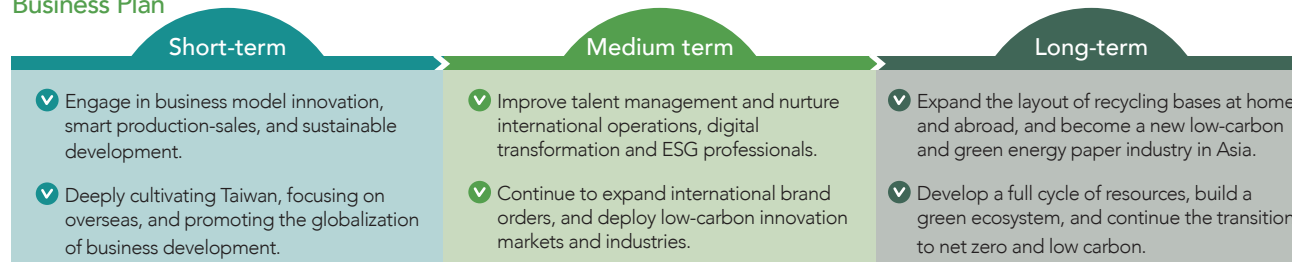 Business Plan
Short-term
Engage in business model innovation,
smart production-sales, and sustainable
development.
Deeply cultivating Taiwan, focusing on
overseas, and promoting the globalization
of business development.
Medium term
Improve talent management and nurture
international operations, digital
transformation and ESG professionals.
Continue to expand international brand
orders, and deploy low-carbon innovation
markets and industries.
Long-term
Expand the layout of recycling bases at home
and abroad, and become a new low-carbon
and green energy paper industry in Asia.
Develop a full cycle of resources, build a
green ecosystem, and continue the transition
to net zero and low carbon.